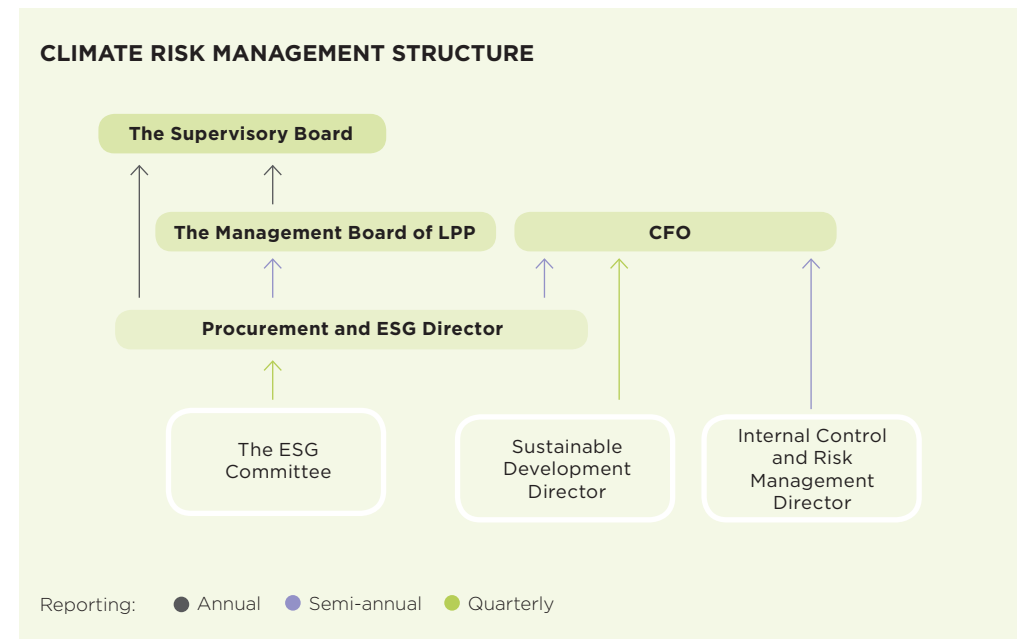 CLIMATE RISK MANAGEMENT STRUCTURE
The Supervisory Board
The Management Board of LPP
CFO
Procurement and ESG Director
The ESG
Committee
Sustainable
Development
Director
Internal Control
and Risk
Management
Director
Reporting: Annual Semi-annual Quarterly